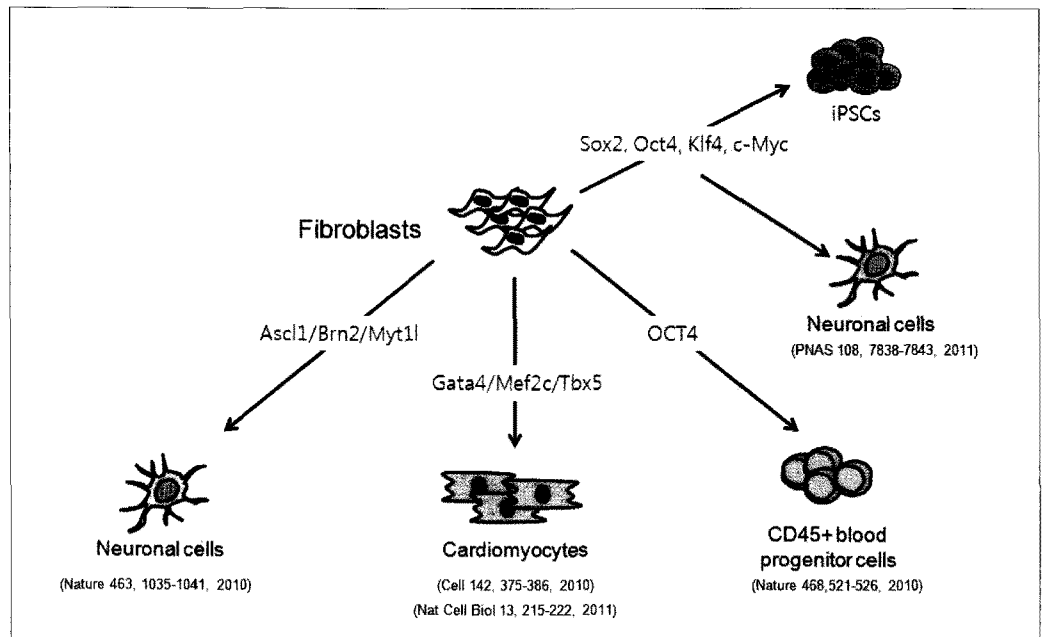 iPSCs
Sox2, Oct4, Klf4, c-Myc
Fibroblasts
Neuronal cells
(PNAS 108, 7838-7843, 2011)
Ascl1/Brn2/Myt1l
OCT4
Gata4/Mef2c/Tbx5
Neuronal cells
(Nature 463, 1035-1041, 2010)
Cardiomyocytes
(Cell 142, 375-386, 2010)
(Nat Cell Biol 13, 215-222, 2011)
CD45+ blood
progenitor cells
(Nature 468,521-526, 2010)